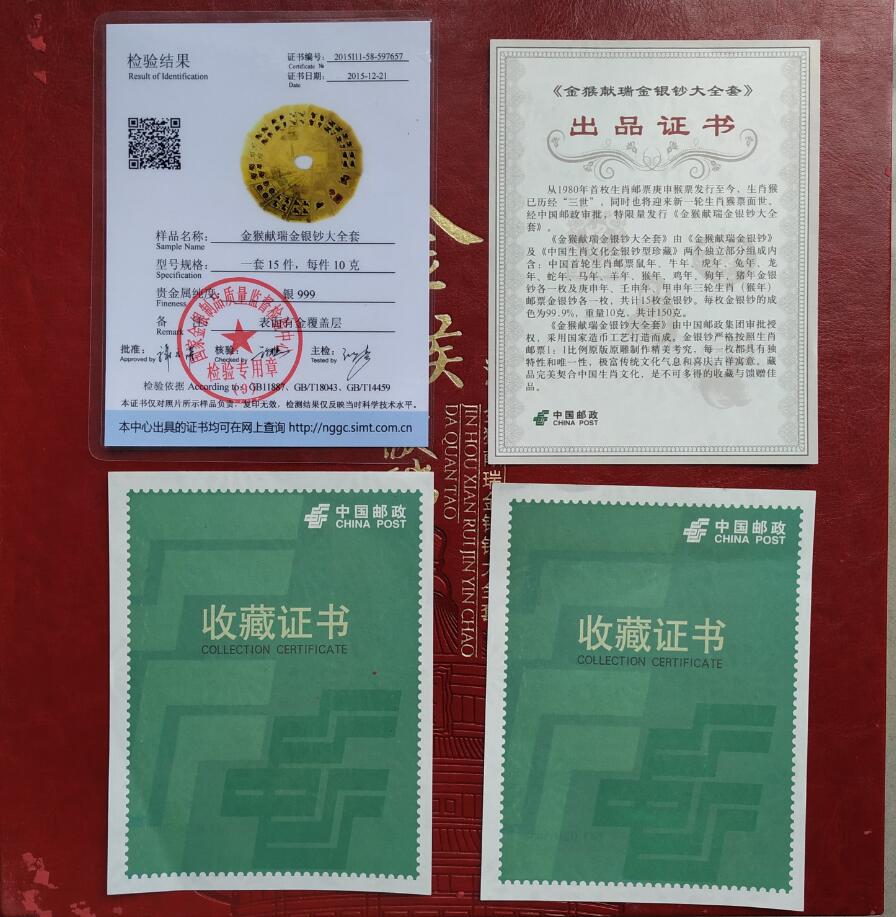 检验结果
Result of Identification
证书编号: 2015I11-58-597657
Certificate №
证书日期: 2015-12-21
Date
样品名称: 金猴献瑞金银钞大全套
Sample Name
型号规格: 一套 15 件，每件 10 克
贵金属纯度: 银 999
Fineness
备 注: 表面有金覆盖层
Remark
国家金银制品质量监督检验中心
检验专用章
批准: 核验: 主检:
Approved by Checked by Tested by
检验依据 According to: GB11887、GB/T18043、GB/T14459
本证书仅对照片所示样品负责，复印无效，检测结果仅反映当时科学技术水平。
本中心出具的证书均可在网上查询 http://nggc.simt.com.cn
《金猴献瑞金银钞大全套》
出品证书
从1980年首枚生肖邮票庚申猴票发行至今，生肖猴
已历经“三世”，同时也将迎来新一轮生肖猴票面世。
经中国邮政审批，特限量发行《金猴献瑞金银钞大全
套》。
《金猴献瑞金银钞大全套》由《金猴献瑞金银钞》
及《中国生肖文化金银钞型珍藏》两个独立部分组成内
含：中国首轮生肖邮票鼠年、牛年、虎年、兔年、龙
年、蛇年、马年、羊年、猴年、鸡年、狗年、猪年金银
钞各一枚及庚申年、壬申年、甲申年三轮生肖（猴年）
邮票金银钞各一枚，共计15枚金银钞。每枚金银钞的成
色为99.9%，重量10克，共计150克。
《金猴献瑞金银钞大全套》由中国邮政集团审批授
权，采用国家造币工艺打造而成。金银钞严格按照生肖
邮票1：1比例原版原雕制作精美考究，每一枚都具有独
特性和唯一性，极富传统文化气息和喜庆吉祥寓意。藏
品完美契合中国生肖文化，是不可多得的收藏与馈赠佳
品。
中国邮政
CHINA POST
JIN HOU XIAN RUI JIN YIN CHAO
DA QUAN TAO
中国邮政
CHINA POST
收藏证书
COLLECTION CERTIFICATE
中国邮政
CHINA POST
收藏证书
COLLECTION CERTIFICATE